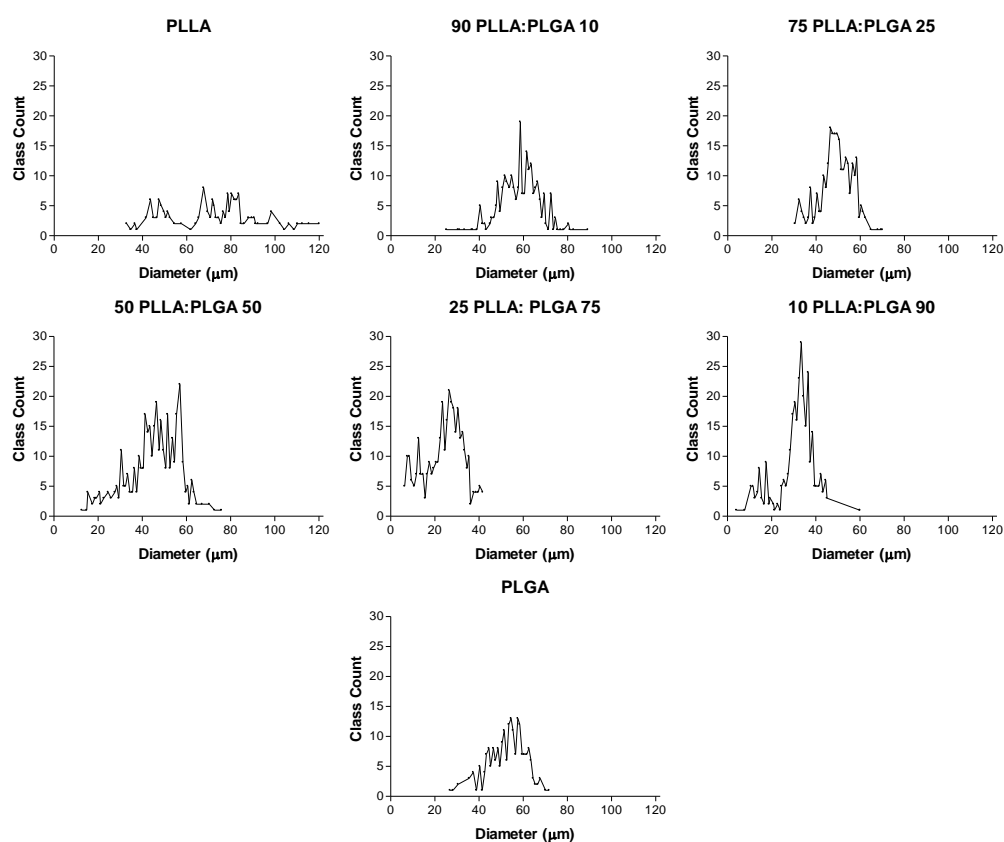 PLLA
90 PLLA:PLGA 10
75 PLLA:PLGA 25
Class Count
30
25
20
15
10
5
0
0 20 40 60 80 100 120
Diameter (μm)
Class Count
30
25
20
15
10
5
0
0 20 40 60 80 100 120
Diameter (μm)
Class Count
30
25
20
15
10
5
0
0 20 40 60 80 100 120
Diameter (μm)
50 PLLA:PLGA 50
25 PLLA: PLGA 75
10 PLLA:PLGA 90
Class Count
30
25
20
15
10
5
0
0 20 40 60 80 100 120
Diameter (μm)
Class Count
30
25
20
15
10
5
0
0 20 40 60 80 100 120
Diameter (μm)
Class Count
30
25
20
15
10
5
0
0 20 40 60 80 100 120
Diameter (μm)
PLGA
Class Count
30
25
20
15
10
5
0
0 20 40 60 80 100 120
Diameter (μm)